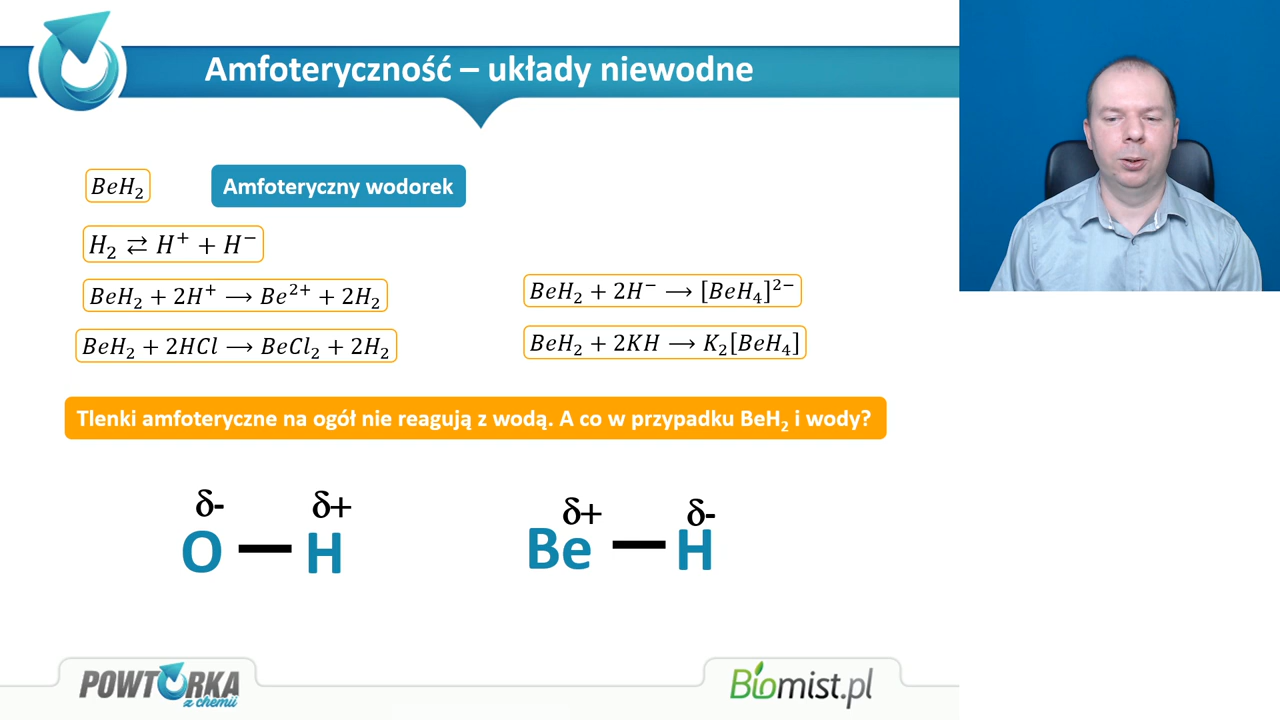 Amfoteryczność – układy niewodne
BeH₂
Amfoteryczny wodorek
H₂ ⇄ H⁺ + H⁻
BeH₂ + 2H⁺ ⟶ Be²⁺ + 2H₂
BeH₂ + 2H⁻ ⟶ [BeH₄]²⁻
BeH₂ + 2HCl ⟶ BeCl₂ + 2H₂
BeH₂ + 2KH ⟶ K₂[BeH₄]
Tlenki amfoteryczne na ogół nie reagują z wodą. A co w przypadku BeH₂ i wody?
δ- δ+
O — H
δ+ δ-
Be — H
POWTÓRKA
z chemii
Biomist.pl